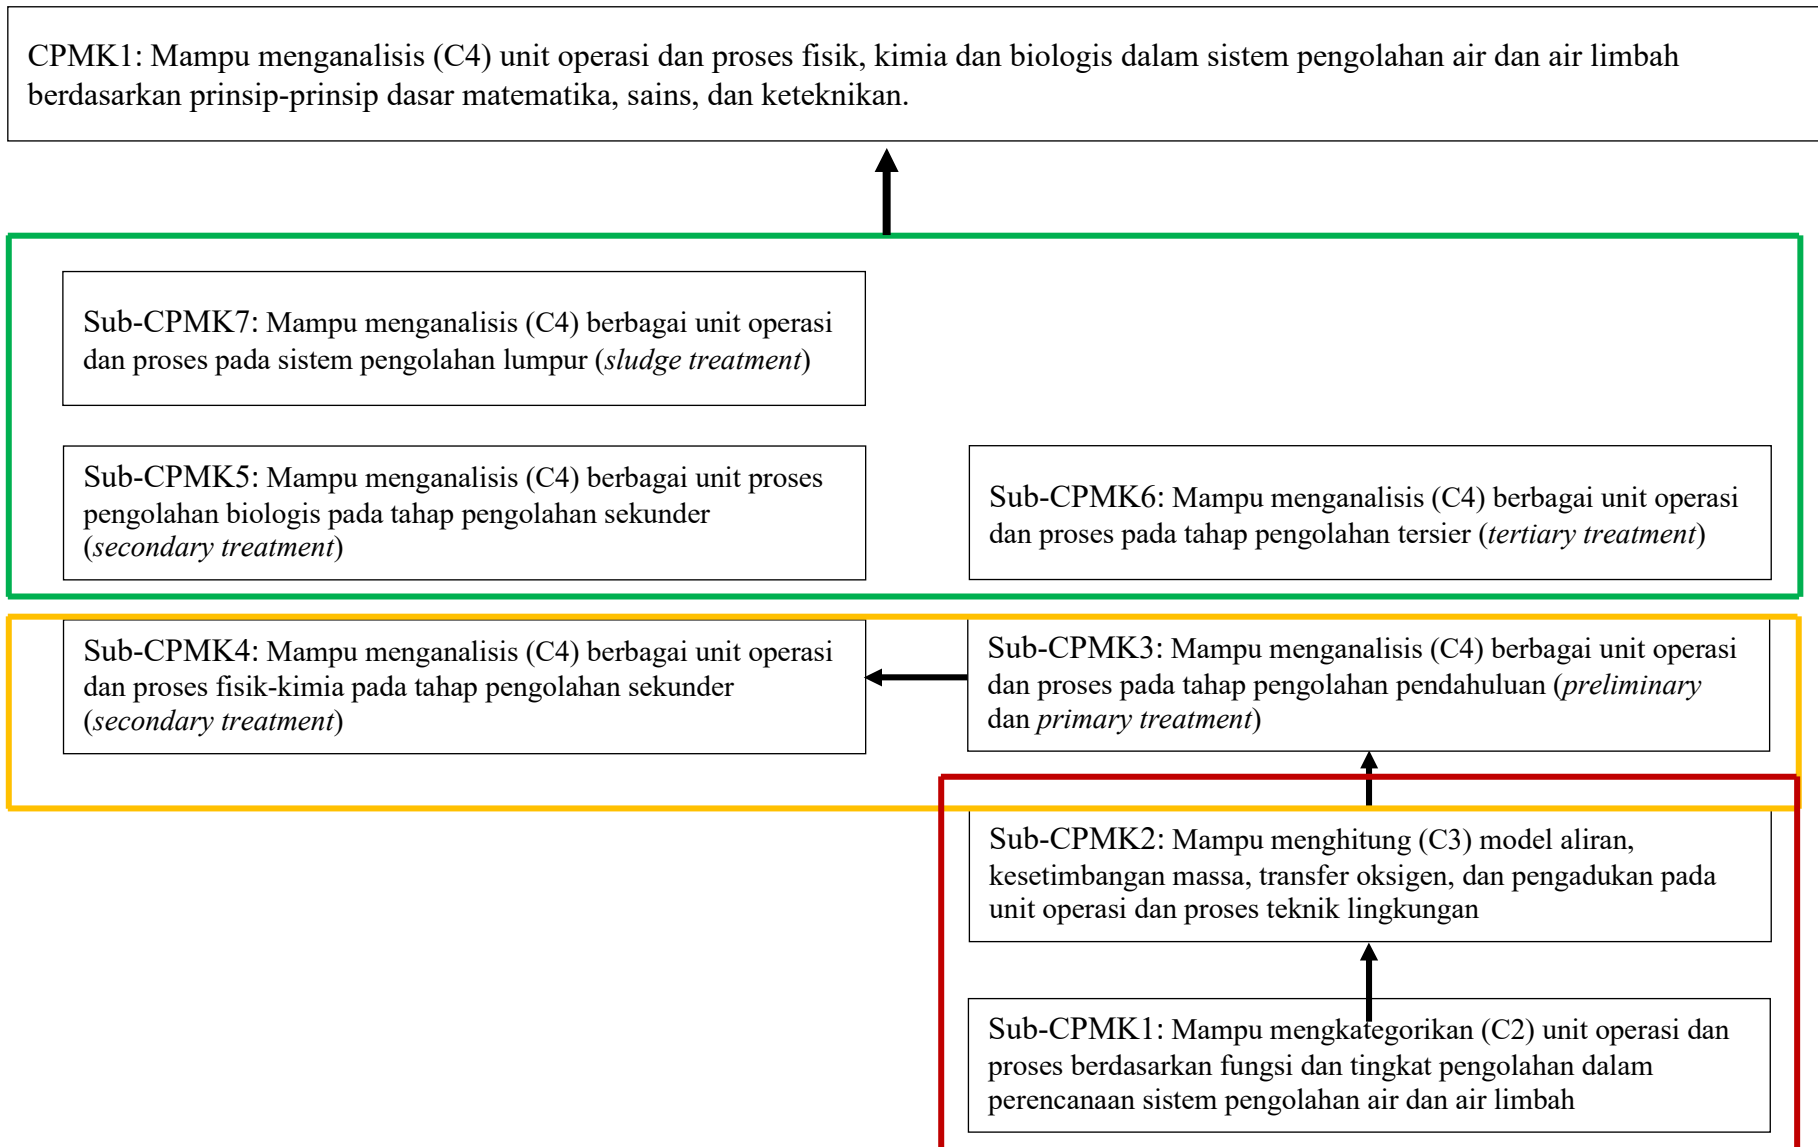 CPMK1: Mampu menganalisis (C4) unit operasi dan proses fisik, kimia dan biologis dalam sistem pengolahan air dan air limbah
berdasarkan prinsip-prinsip dasar matematika, sains, dan keteknikan.
Sub-CPMK7: Mampu menganalisis (C4) berbagai unit operasi
dan proses pada sistem pengolahan lumpur (sludge treatment)
Sub-CPMK5: Mampu menganalisis (C4) berbagai unit proses
pengolahan biologis pada tahap pengolahan sekunder
(secondary treatment)
Sub-CPMK6: Mampu menganalisis (C4) berbagai unit operasi
dan proses pada tahap pengolahan tersier (tertiary treatment)
Sub-CPMK4: Mampu menganalisis (C4) berbagai unit operasi
dan proses fisik-kimia pada tahap pengolahan sekunder
(secondary treatment)
Sub-CPMK3: Mampu menganalisis (C4) berbagai unit operasi
dan proses pada tahap pengolahan pendahuluan (preliminary
dan primary treatment)
Sub-CPMK2: Mampu menghitung (C3) model aliran,
kesetimbangan massa, transfer oksigen, dan pengadukan pada
unit operasi dan proses teknik lingkungan
Sub-CPMK1: Mampu mengkategorikan (C2) unit operasi dan
proses berdasarkan fungsi dan tingkat pengolahan dalam
perencanaan sistem pengolahan air dan air limbah